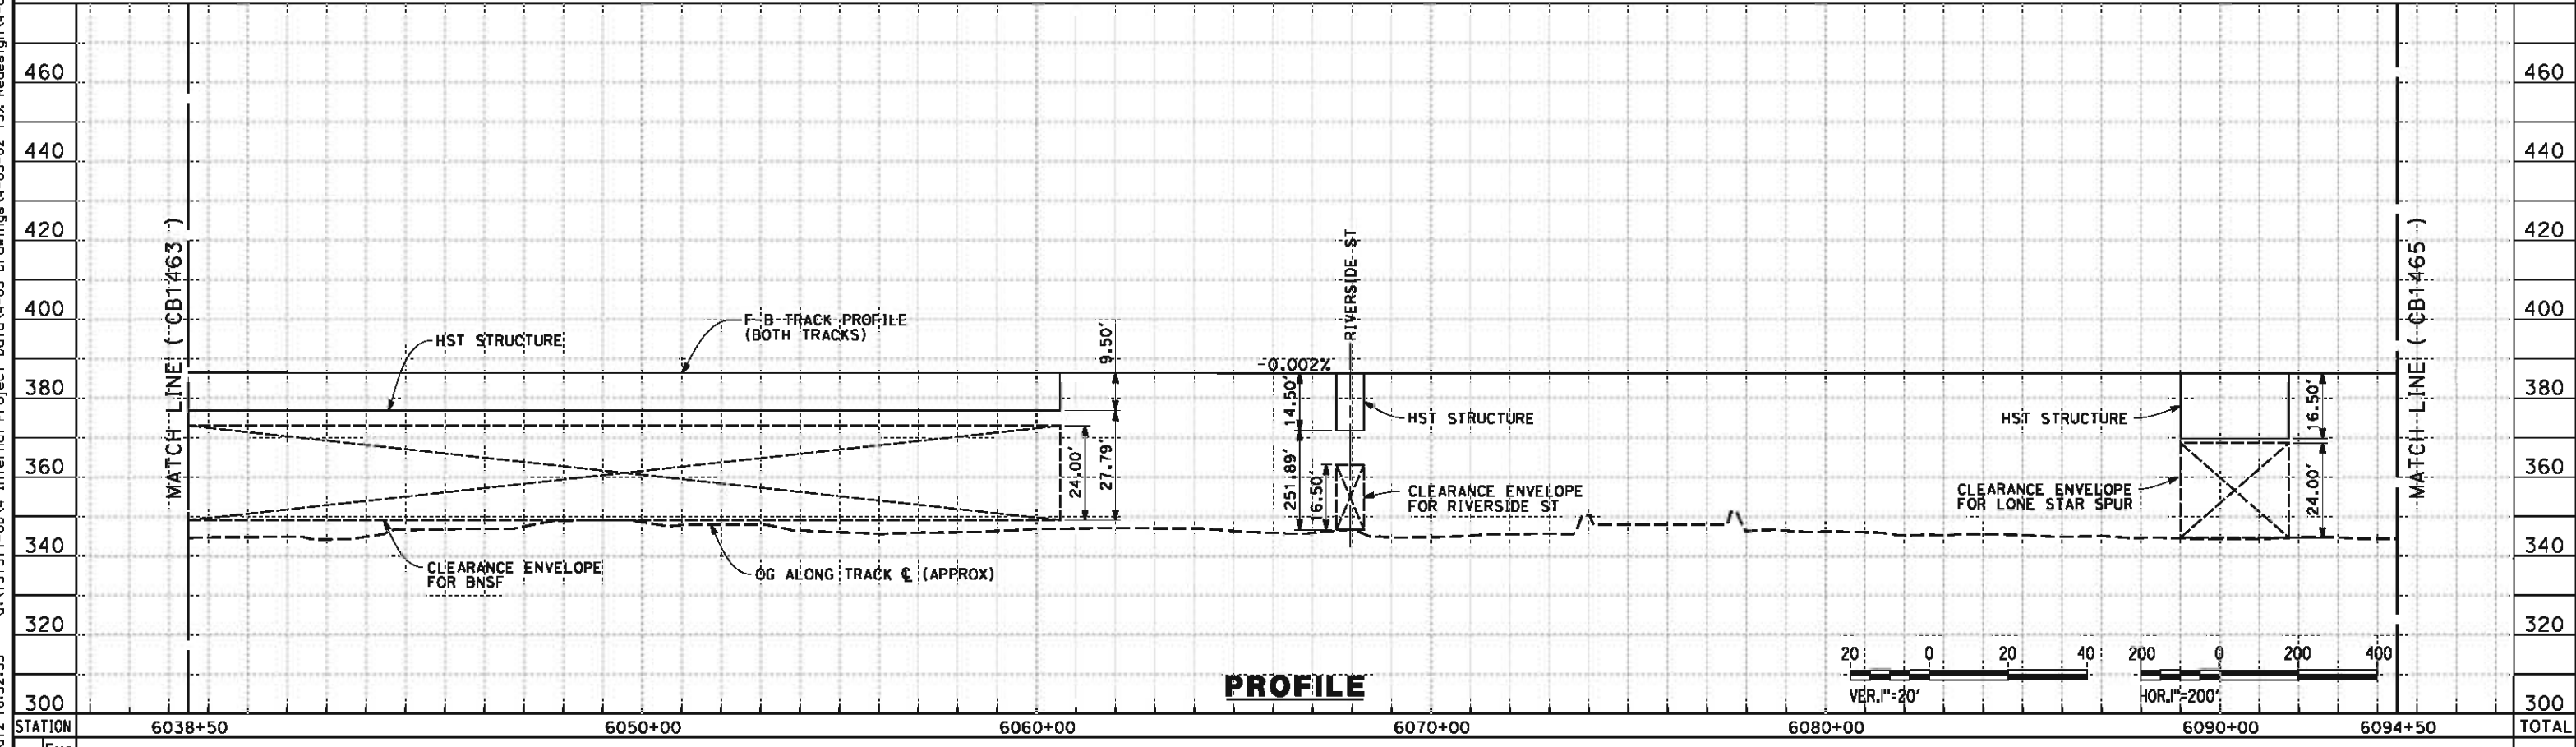 460
440
420
400
380
360
340
320
300
STATION
MATCH LINE ( CB1463 )
HST STRUCTURE
F-B TRACK PROFILE
(BOTH TRACKS)
9.50'
24.00'
27.79'
CLEARANCE ENVELOPE
FOR BNSF
OG ALONG TRACK ℄ (APPROX)
-0.002%
RIVERSIDE ST
14.50'
251.89'
16.50'
HST STRUCTURE
CLEARANCE ENVELOPE
FOR RIVERSIDE ST
HST STRUCTURE
CLEARANCE ENVELOPE
FOR LONE STAR SPUR
16.50'
24.00'
MATCH LINE ( CB1465 )
PROFILE
20 0 20 40
VER.1"=20'
200 0 200 400
HOR.1"=200'
6038+50 6050+00 6060+00 6070+00 6080+00 6090+00 6094+50
460
440
420
400
380
360
340
320
300
TOTAL